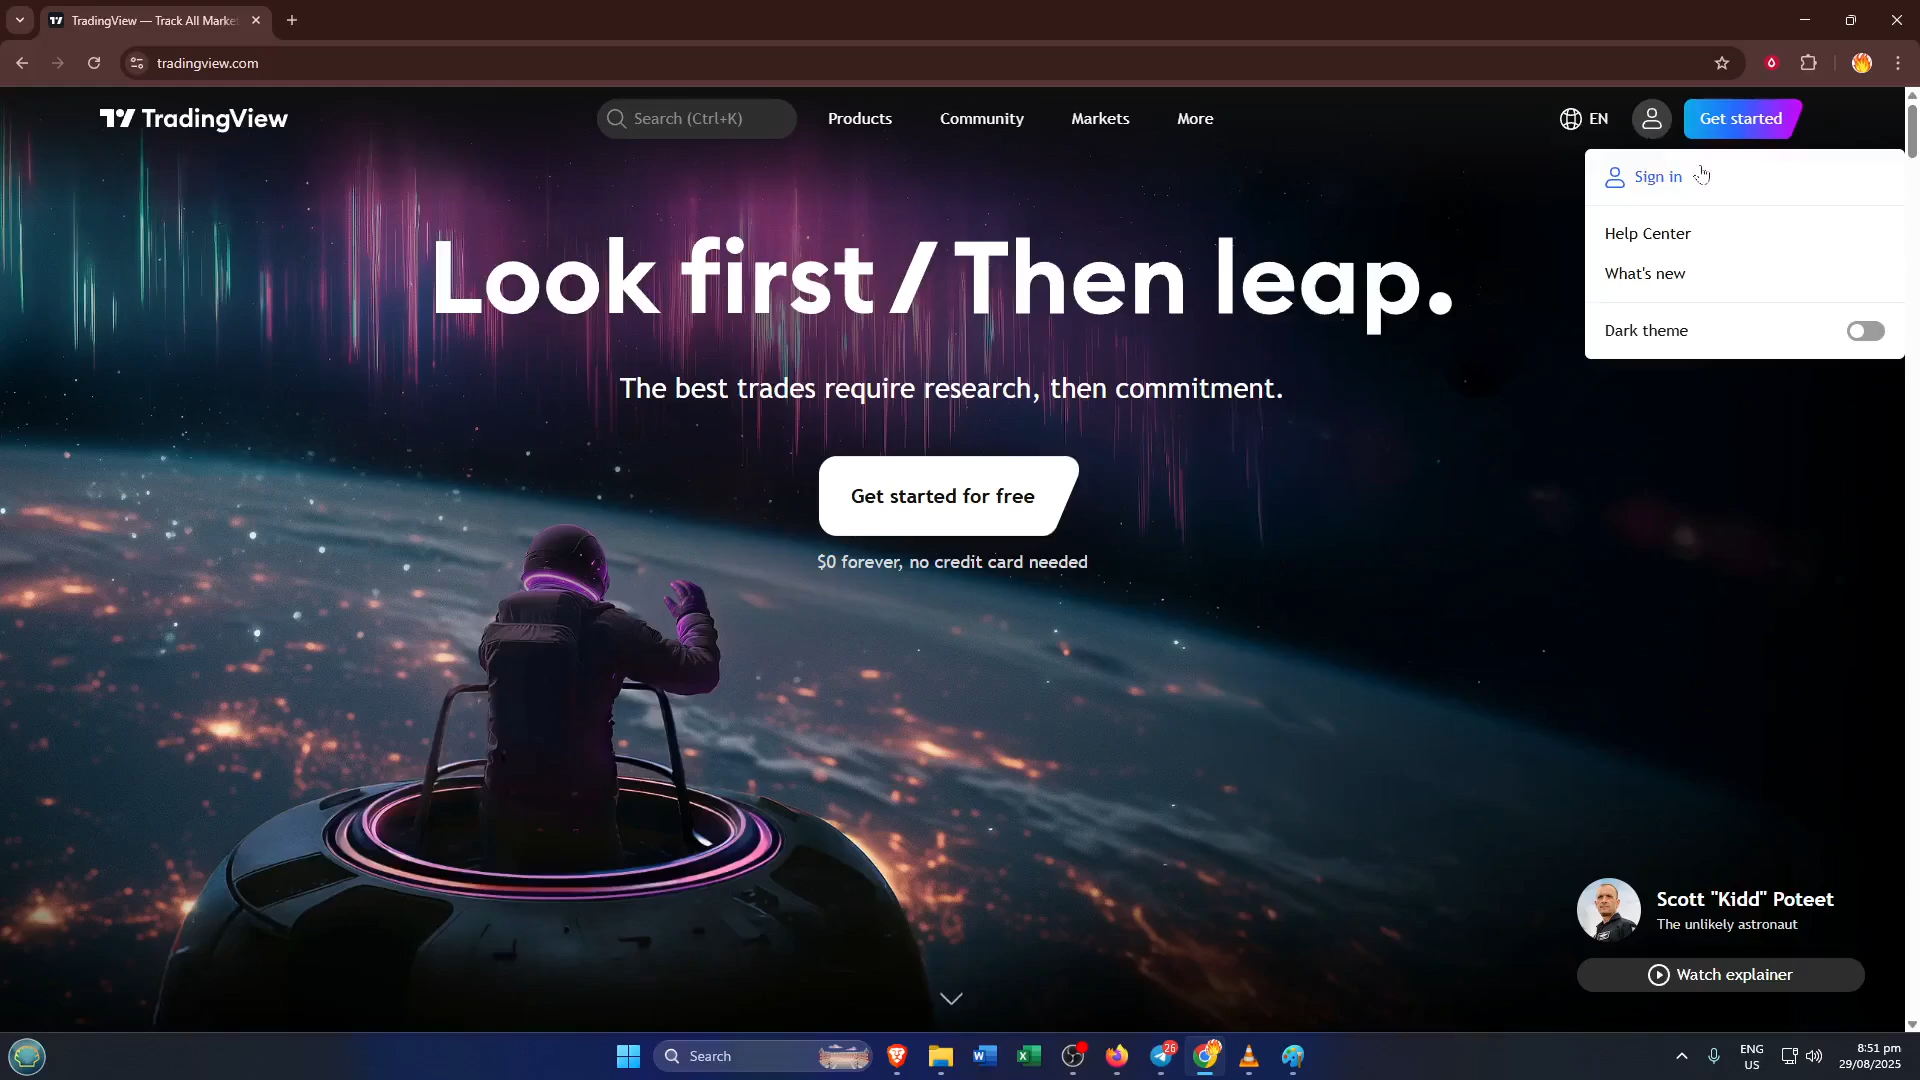 TradingView — Track All Marke
tradingview.com
TradingView
Search (Ctrl+K)
Products
Community
Markets
More
EN
Get started
Sign in
Help Center
What's new
Dark theme
Look first / Then leap.
The best trades require research, then commitment.
Get started for free
$0 forever, no credit card needed
Scott "Kidd" Poteet
The unlikely astronaut
Watch explainer
Search
26
ENG
US
8:51 pm
29/08/2025